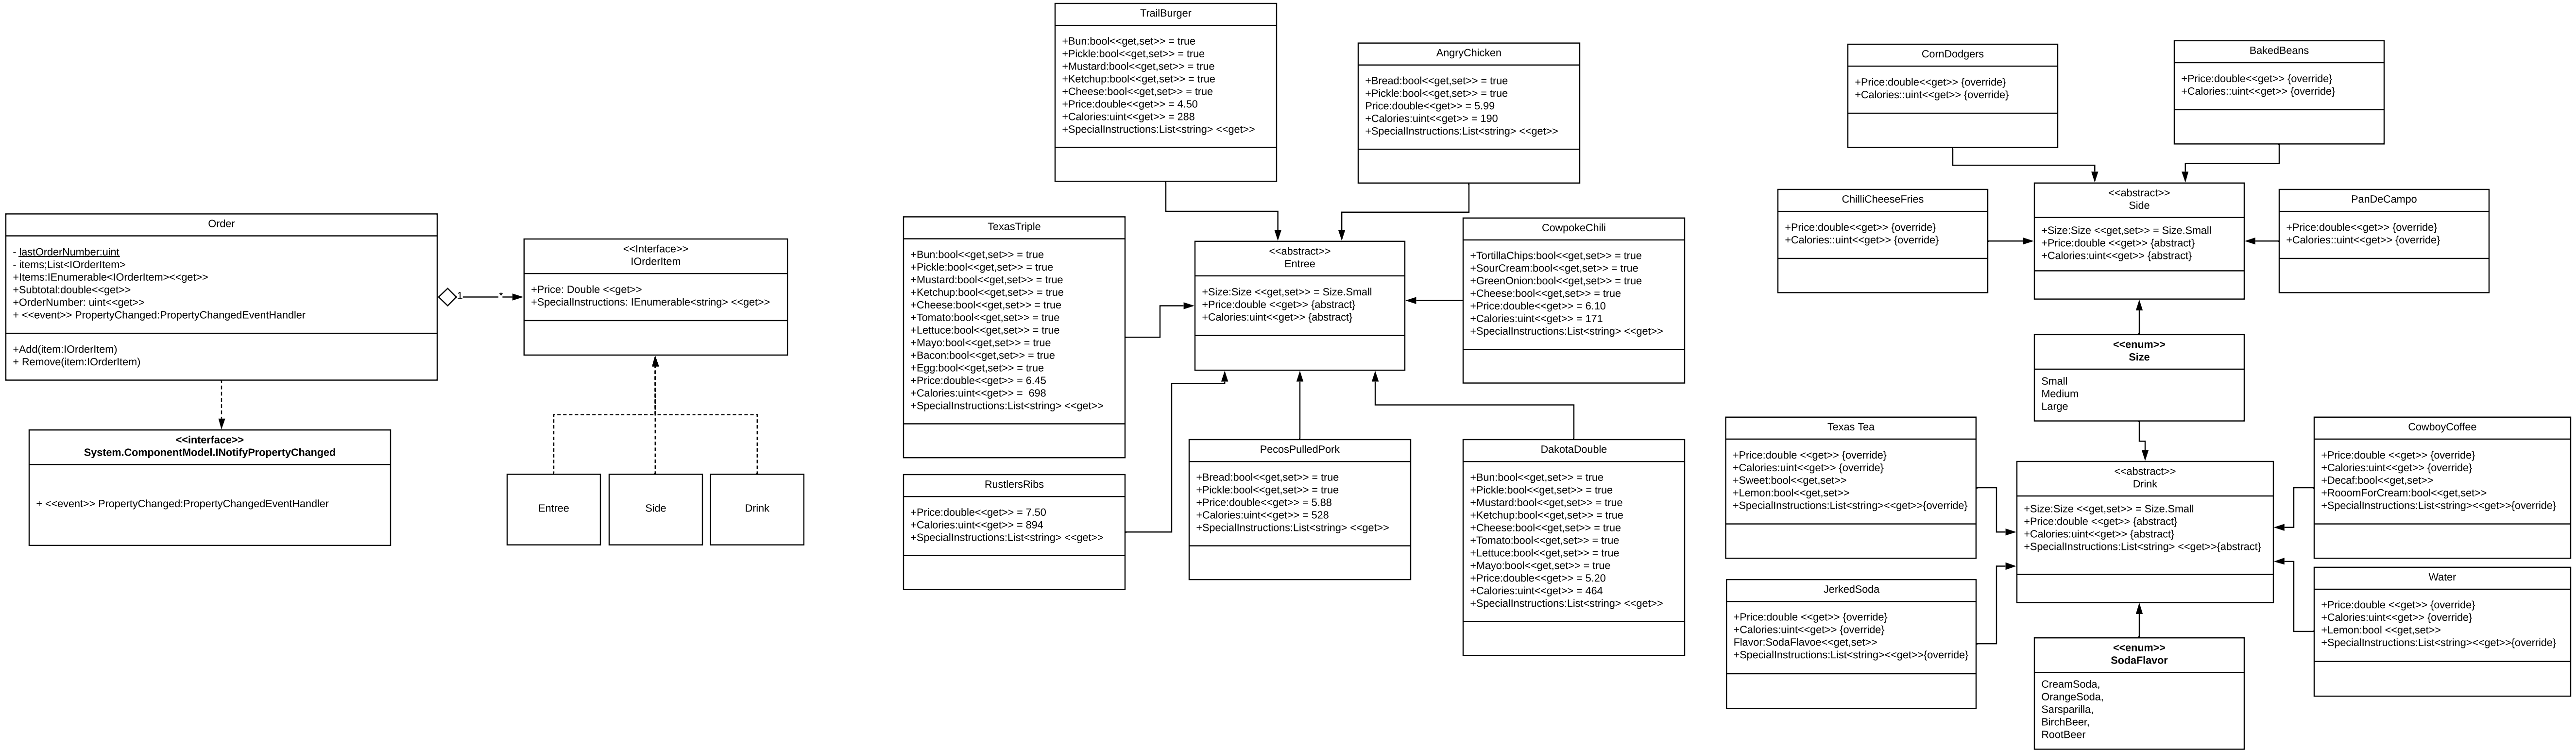 Order
- lastOrderNumber:uint
- items;List<IOrderItem>
+Items:IEnumerable<IOrderItem><<get>>
+Subtotal:double<<get>>
+OrderNumber: uint<<get>>
+ <<event>> PropertyChanged:PropertyChangedEventHandler
+Add(item:IOrderItem)
+ Remove(item:IOrderItem)
1
*
<<Interface>>
IOrderItem
+Price: Double <<get>>
+SpecialInstructions: IEnumerable<string> <<get>>
<<interface>>
System.ComponentModel.INotifyPropertyChanged
+ <<event>> PropertyChanged:PropertyChangedEventHandler
Entree
Side
Drink
TrailBurger
+Bun:bool<<get,set>> = true
+Pickle:bool<<get,set>> = true
+Mustard:bool<<get,set>> = true
+Ketchup:bool<<get,set>> = true
+Cheese:bool<<get,set>> = true
+Price:double<<get>> = 4.50
+Calories:uint<<get>> = 288
+SpecialInstructions:List<string> <<get>>
AngryChicken
+Bread:bool<<get,set>> = true
+Pickle:bool<<get,set>> = true
Price:double<<get>> = 5.99
+Calories:uint<<get>> = 190
+SpecialInstructions:List<string> <<get>>
TexasTriple
+Bun:bool<<get,set>> = true
+Pickle:bool<<get,set>> = true
+Mustard:bool<<get,set>> = true
+Ketchup:bool<<get,set>> = true
+Cheese:bool<<get,set>> = true
+Tomato:bool<<get,set>> = true
+Lettuce:bool<<get,set>> = true
+Mayo:bool<<get,set>> = true
+Bacon:bool<<get,set>> = true
+Egg:bool<<get,set>> = true
+Price:double<<get>> = 6.45
+Calories:uint<<get>> =  698
+SpecialInstructions:List<string> <<get>>
<<abstract>>
Entree
+Size:Size <<get,set>> = Size.Small
+Price:double <<get>> {abstract}
+Calories:uint<<get>> {abstract}
CowpokeChili
+TortillaChips:bool<<get,set>> = true
+SourCream:bool<<get,set>> = true
+GreenOnion:bool<<get,set>> = true
+Cheese:bool<<get,set>> = true
+Price:double<<get>> = 6.10
+Calories:uint<<get>> = 171
+SpecialInstructions:List<string> <<get>>
RustlersRibs
+Price:double<<get>> = 7.50
+Calories:uint<<get>> = 894
+SpecialInstructions:List<string> <<get>>
PecosPulledPork
+Bread:bool<<get,set>> = true
+Pickle:bool<<get,set>> = true
+Price:double<<get>> = 5.88
+Calories:uint<<get>> = 528
+SpecialInstructions:List<string> <<get>>
DakotaDouble
+Bun:bool<<get,set>> = true
+Pickle:bool<<get,set>> = true
+Mustard:bool<<get,set>> = true
+Ketchup:bool<<get,set>> = true
+Cheese:bool<<get,set>> = true
+Tomato:bool<<get,set>> = true
+Lettuce:bool<<get,set>> = true
+Mayo:bool<<get,set>> = true
+Price:double<<get>> = 5.20
+Calories:uint<<get>> = 464
+SpecialInstructions:List<string> <<get>>
CornDodgers
+Price:double<<get>> {override}
+Calories::uint<<get>> {override}
BakedBeans
+Price:double<<get>> {override}
+Calories::uint<<get>> {override}
ChilliCheeseFries
+Price:double<<get>> {override}
+Calories::uint<<get>> {override}
<<abstract>>
Side
+Size:Size <<get,set>> = Size.Small
+Price:double <<get>> {abstract}
+Calories:uint<<get>> {abstract}
PanDeCampo
+Price:double<<get>> {override}
+Calories::uint<<get>> {override}
<<enum>>
Size
Small
Medium
Large
Texas Tea
+Price:double <<get>> {override}
+Calories:uint<<get>> {override}
+Sweet:bool<<get,set>>
+Lemon:bool<<get,set>>
+SpecialInstructions:List<string><<get>>{override}
<<abstract>>
Drink
+Size:Size <<get,set>> = Size.Small
+Price:double <<get>> {abstract}
+Calories:uint<<get>> {abstract}
+SpecialInstructions:List<string> <<get>>{abstract}
CowboyCoffee
+Price:double <<get>> {override}
+Calories:uint<<get>> {override}
+Decaf:bool<<get,set>>
+RooomForCream:bool<<get,set>>
+SpecialInstructions:List<string><<get>>{override}
JerkedSoda
+Price:double <<get>> {override}
+Calories:uint<<get>> {override}
Flavor:SodaFlavoe<<get,set>>
+SpecialInstructions:List<string><<get>>{override}
Water
+Price:double <<get>> {override}
+Calories:uint<<get>> {override}
+Lemon:bool <<get,set>>
+SpecialInstructions:List<string><<get>>{override}
<<enum>>
SodaFlavor
CreamSoda,
OrangeSoda,
Sarsparilla,
BirchBeer,
RootBeer